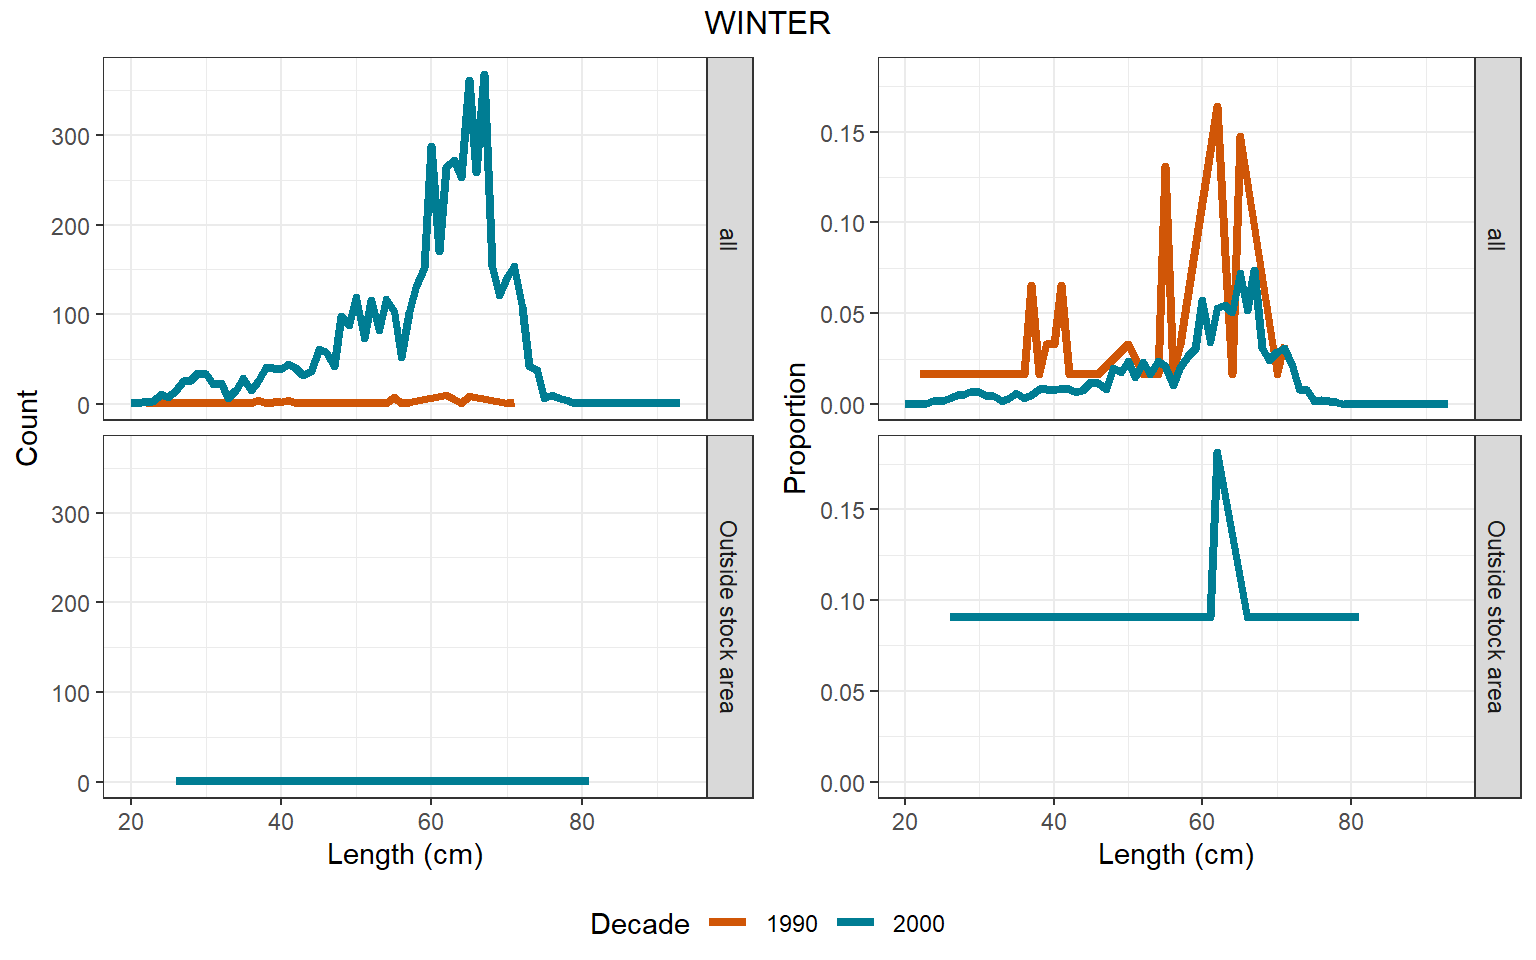 WINTER
Count
300
200
100
0
all
300
200
100
0
Outside stock area
20 40 60 80
Length (cm)
Proportion
0.15
0.10
0.05
0.00
all
0.15
0.10
0.05
0.00
Outside stock area
20 40 60 80
Length (cm)
Decade 1990 2000